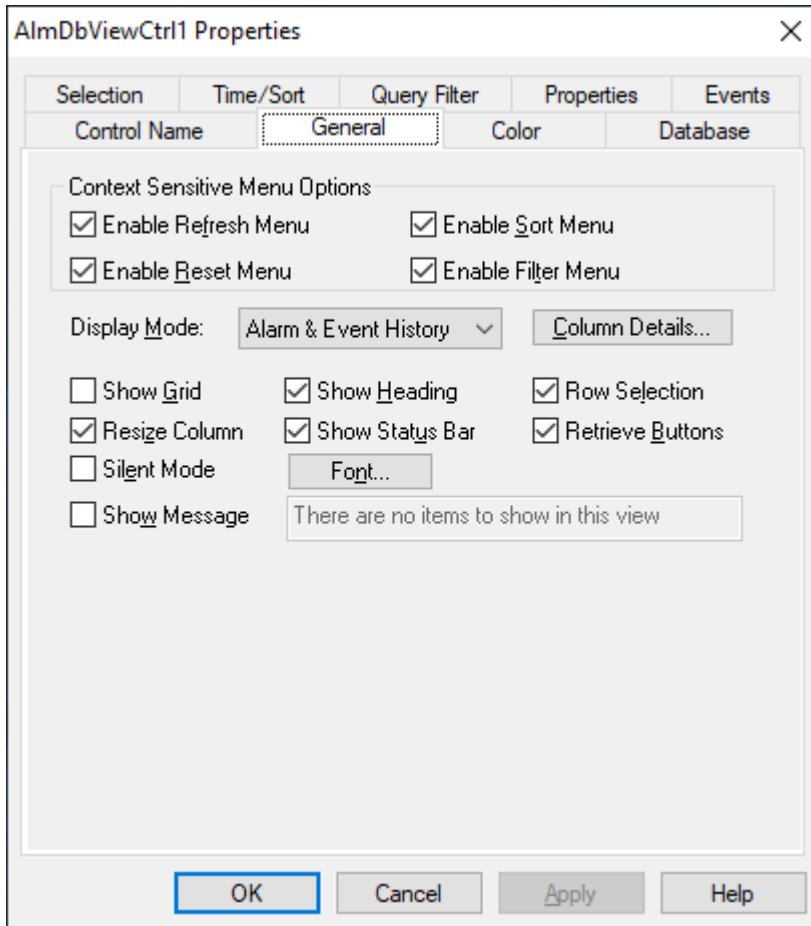 AlmDbViewCtrl1 Properties
Selection Time/Sort Query Filter Properties Events
Control Name General Color Database
Context Sensitive Menu Options
Enable Refresh Menu Enable Sort Menu
Enable Reset Menu Enable Filter Menu
Display Mode: Alarm & Event History Column Details...
Show Grid Show Heading Row Selection
Resize Column Show Status Bar Retrieve Buttons
Silent Mode Font...
Show Message There are no items to show in this view
OK Cancel Apply Help